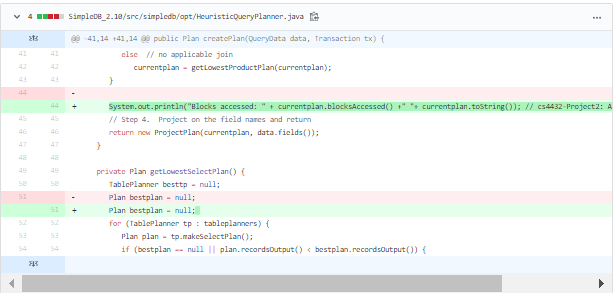 4 SimpleDB_2.10/src/simpledb/opt/HeuristicQueryPlanner.java
@@ -41,14 +41,14 @@ public Plan createPlan(QueryData data, Transaction tx) {
41 41 else // no applicable join
42 42 currentplan = getLowestProductPlan(currentplan);
43 43 }
44 -
44 + System.out.println("Blocks accessed: " + currentplan.blocksAccessed() +" "+ currentplan.toString()); // cs4432-Project2: A
45 45 // Step 4. Project on the field names and return
46 46 return new ProjectPlan(currentplan, data.fields());
47 47 }
48 48
49 49 private Plan getLowestSelectPlan() {
50 50 TablePlanner besttp = null;
51 - Plan bestplan = null;
51 + Plan bestplan = null;
52 52 for (TablePlanner tp : tableplanners) {
53 53 Plan plan = tp.makeSelectPlan();
54 54 if (bestplan == null || plan.recordsOutput() < bestplan.recordsOutput()) {